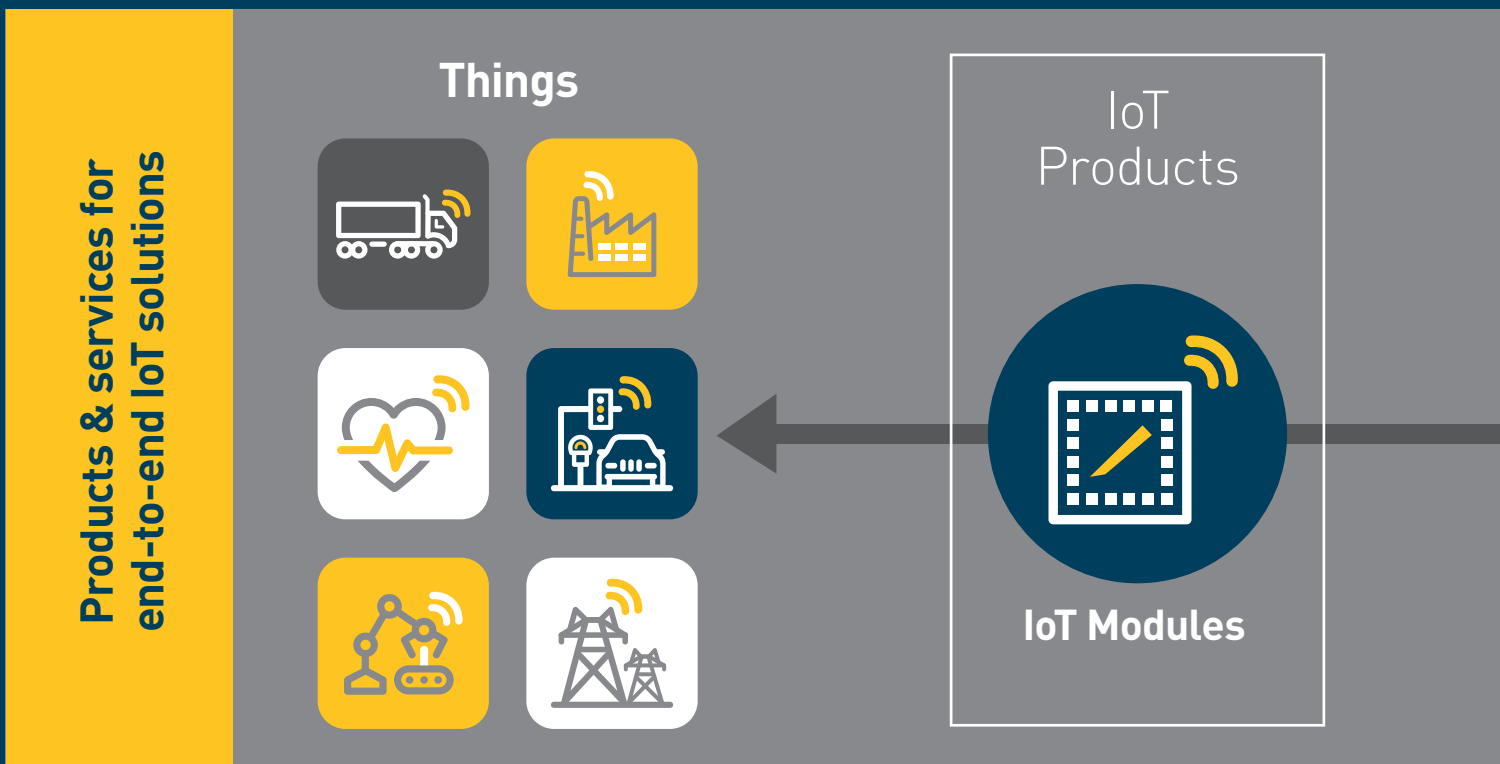 Products & services for
end-to-end IoT solutions
Things
IoT
Products
IoT Modules